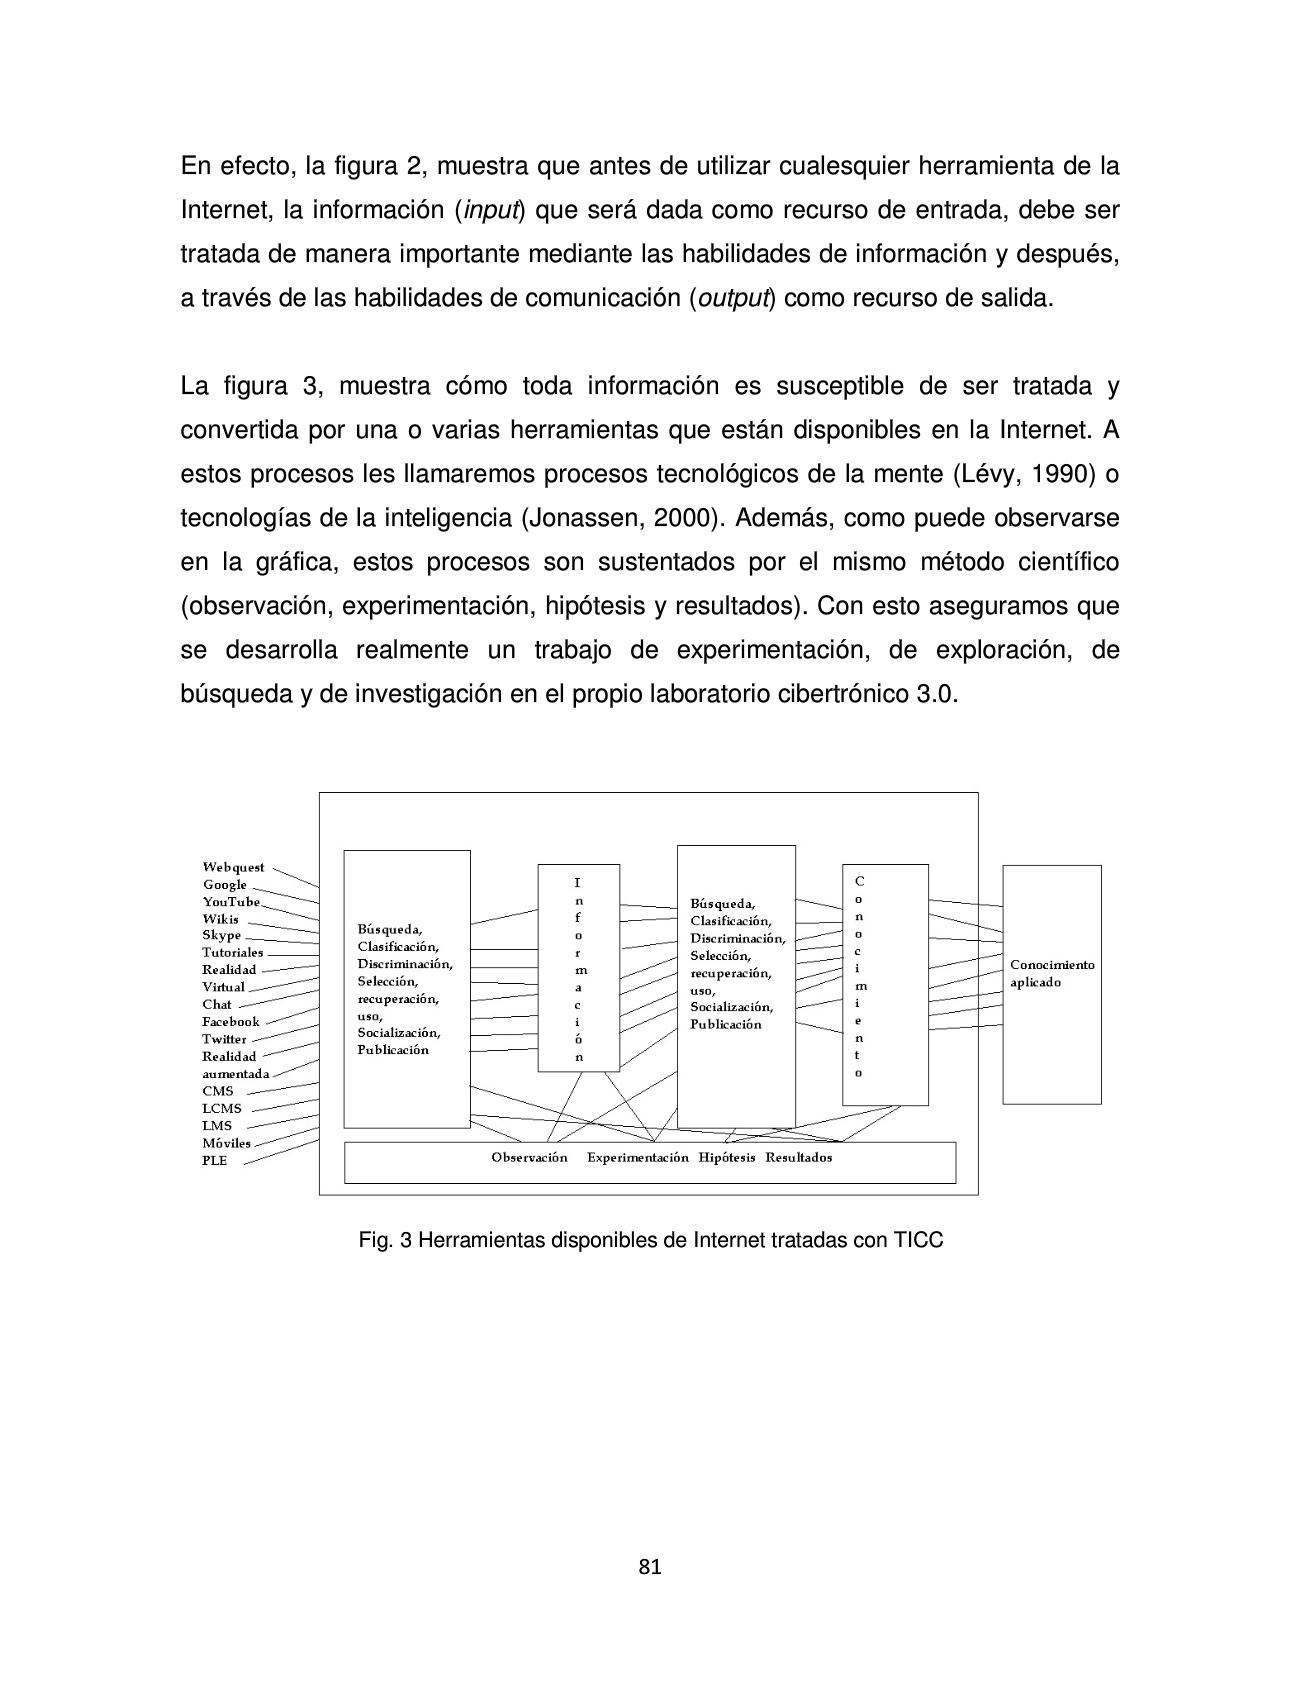 En efecto, la figura 2, muestra que antes de utilizar cualesquier herramienta de la
Internet, la información (input) que será dada como recurso de entrada, debe ser
tratada de manera importante mediante las habilidades de información y después,
a través de las habilidades de comunicación (output) como recurso de salida.
La figura 3, muestra cómo toda información es susceptible de ser tratada y
convertida por una o varias herramientas que están disponibles en la Internet. A
estos procesos les llamaremos procesos tecnológicos de la mente (Lévy, 1990) o
tecnologías de la inteligencia (Jonassen, 2000). Además, como puede observarse
en la gráfica, estos procesos son sustentados por el mismo método científico
(observación, experimentación, hipótesis y resultados). Con esto aseguramos que
se desarrolla realmente un trabajo de experimentación, de exploración, de
búsqueda y de investigación en el propio laboratorio cibertrónico 3.0.
Webquest
Google
YouTube
Wikis
Skype
Tutoriales
Realidad
Virtual
Chat
Facebook
Twitter
Realidad
aumentada
CMS
LCMS
LMS
Móviles
PLE
Búsqueda,
Clasificación,
Discriminación,
Selección,
recuperación,
uso,
Socialización,
Publicación
I
n
f
o
r
m
a
c
i
ó
n
Búsqueda,
Clasificación,
Discriminación,
Selección,
recuperación,
uso,
Socialización,
Publicación
C
o
n
o
c
i
m
i
e
n
t
o
Conocimiento
aplicado
Observación Experimentación Hipótesis Resultados
Fig. 3 Herramientas disponibles de Internet tratadas con TICC
81